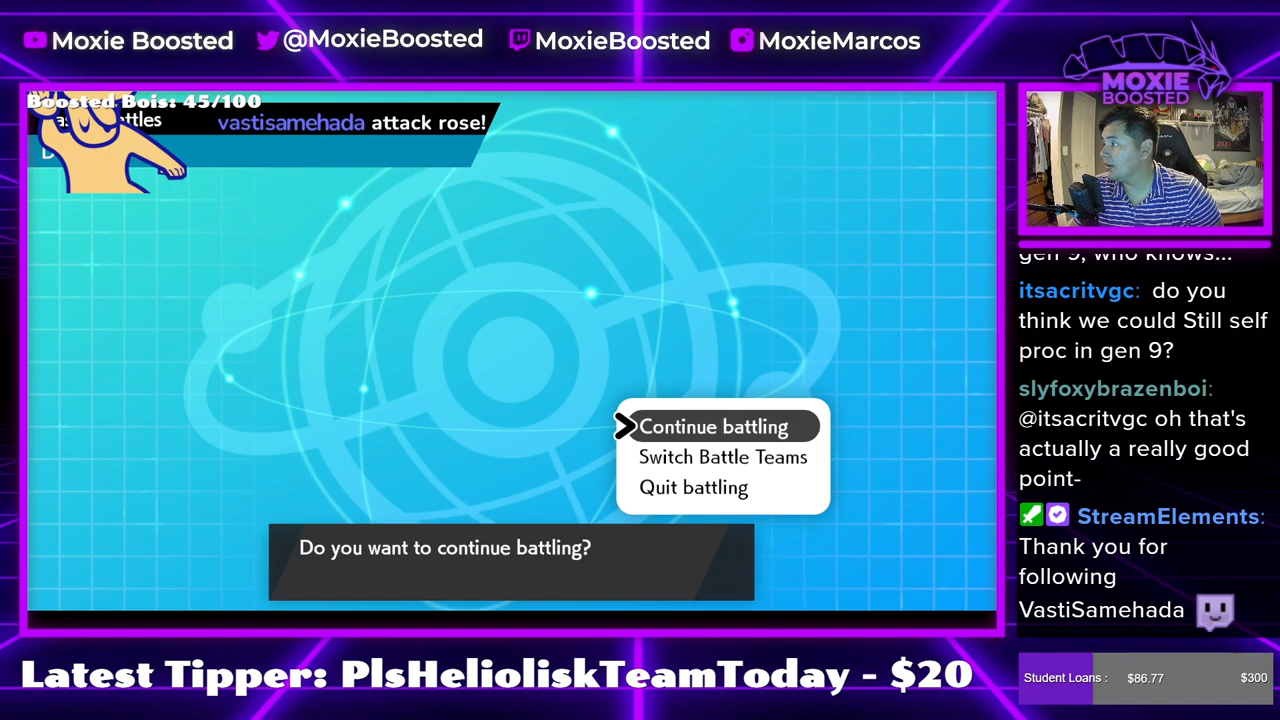 Moxie Boosted
@MoxieBoosted
MoxieBoosted
MoxieMarcos
MOXIE
BOOSTED
Boosted Bois: 45/100
vastisamehada attack rose!
Continue battling
Switch Battle Teams
Quit battling
Do you want to continue battling?
gen 9, who knows...
itsacritvgc: do you
think we could Still self
proc in gen 9?
slyfoxybrazenboi:
@itsacritvgc oh that's
actually a really good
point-
StreamElements:
Thank you for
following
VastiSamehada
Latest Tipper: PlsHelioliskTeamToday - $20
Student Loans : $86.77 $300